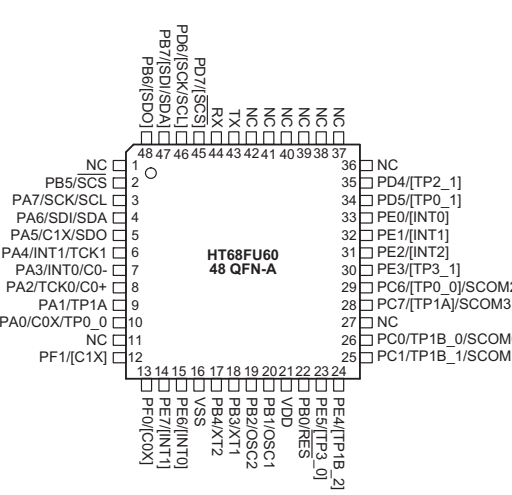 PB6/[SDO]
PB7/[SDI/SDA]
PD6/[SCK/SCL]
PD7/[SCS]
RX
TX
NC
NC
NC
NC
NC
NC
48 47 46 45 44 43 42 41 40 39 38 37
NC 1
PB5/SCS 2
PA7/SCK/SCL 3
PA6/SDI/SDA 4
PA5/C1X/SDO 5
PA4/INT1/TCK1 6
PA3/INT0/C0- 7
PA2/TCK0/C0+ 8
PA1/TP1A 9
PA0/C0X/TP0_0 10
NC 11
PF1/[C1X] 12
HT68FU60
48 QFN-A
36 NC
35 PD4/[TP2_1]
34 PD5/[TP0_1]
33 PE0/[INT0]
32 PE1/[INT1]
31 PE2/[INT2]
30 PE3/[TP3_1]
29 PC6/[TP0_0]/SCOM2
28 PC7/[TP1A]/SCOM3
27 NC
26 PC0/TP1B_0/SCOM
25 PC1/TP1B_1/SCOM
13 14 15 16 17 18 19 20 21 22 23 24
PF0/[C0X]
PE7/[INT1]
PE6/[INT0]
VSS
PB4/XT2
PB3/XT1
PB2/OSC2
PB1/OSC1
VDD
PB0/RES
PE5/[TP3_0]
PE4/[TP1B_2]